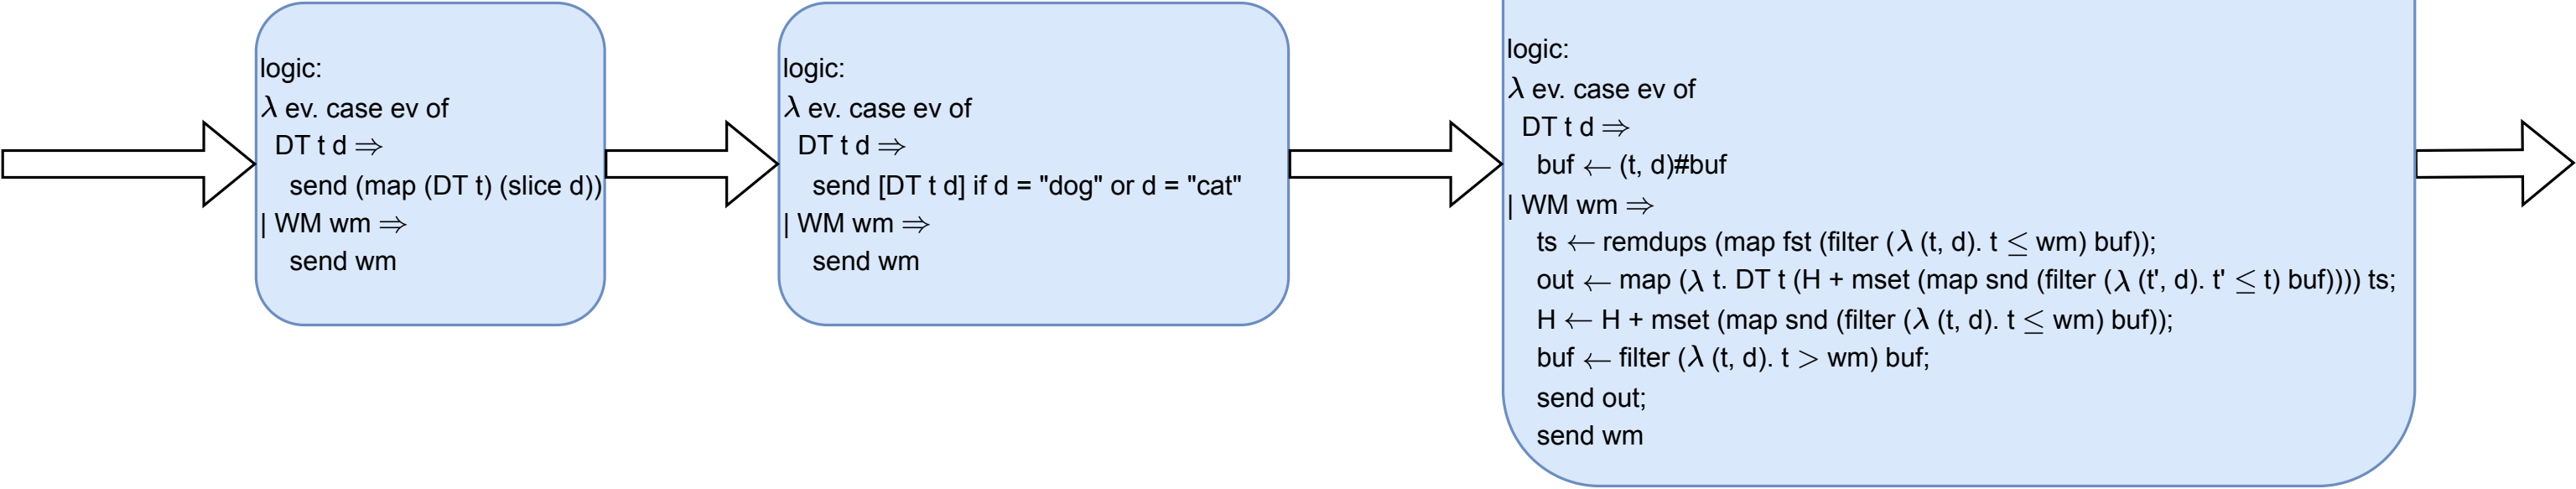 logic:
λ ev. case ev of
DT t d ⇒
send (map (DT t) (slice d))
| WM wm ⇒
send wm
logic:
λ ev. case ev of
DT t d ⇒
send [DT t d] if d = "dog" or d = "cat"
| WM wm ⇒
send wm
logic:
λ ev. case ev of
DT t d ⇒
buf ← (t, d)#buf
| WM wm ⇒
ts ← remdups (map fst (filter (λ (t, d). t ≤ wm) buf));
out ← map (λ t. DT t (H + mset (map snd (filter (λ (t', d). t' ≤ t) buf)))) ts;
H ← H + mset (map snd (filter (λ (t, d). t ≤ wm) buf));
buf ← filter (λ (t, d). t > wm) buf;
send out;
send wm